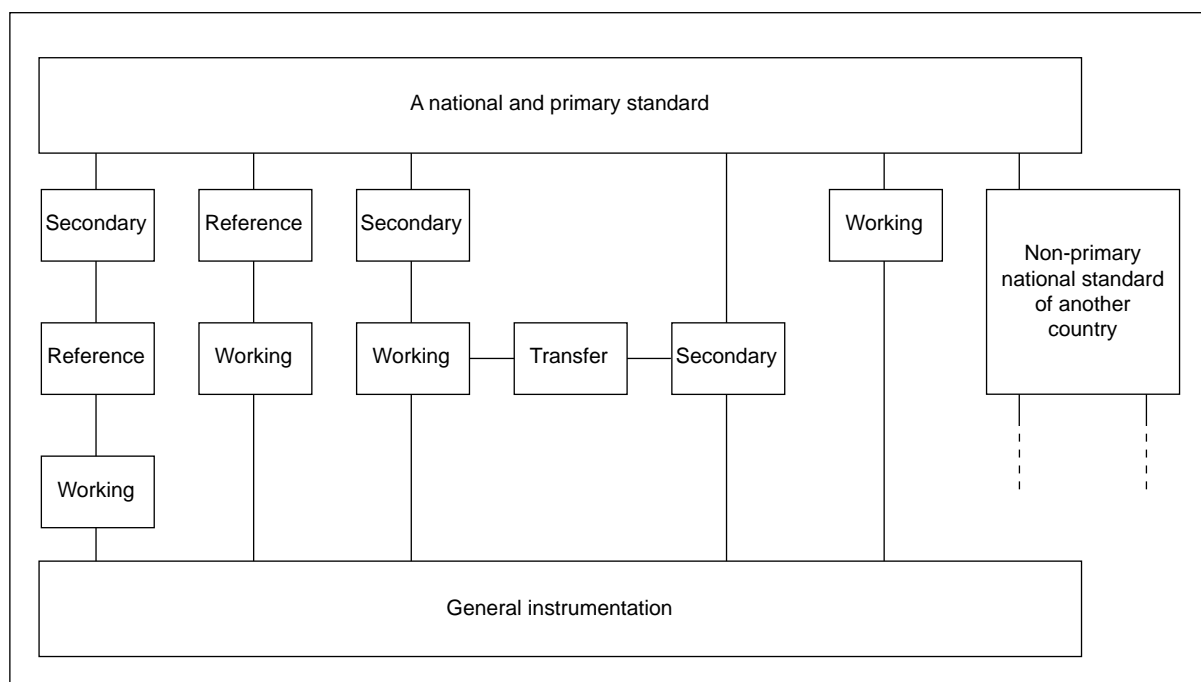 A national and primary standard
Secondary
Reference
Secondary
Working
Non-primary
national standard
of another
country
Reference
Working
Working
Transfer
Secondary
Working
General instrumentation